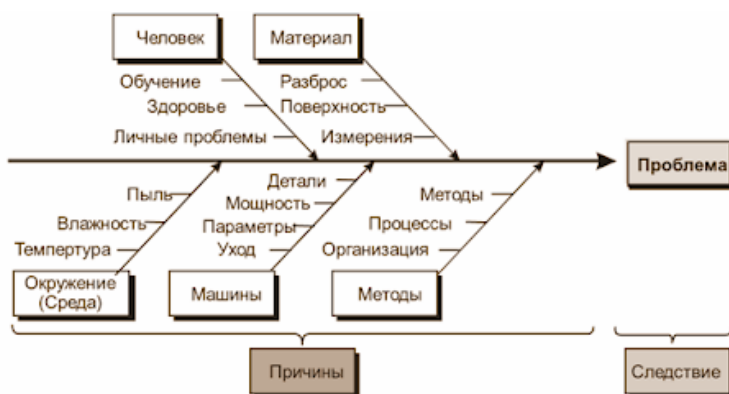 Человек
Материал
Обучение
Здоровье
Личные проблемы
Разброс
Поверхность
Измерения
Проблема
Пыль
Влажность
Темпертура
Детали
Мощность
Параметры
Уход
Методы
Процессы
Организация
Окружение
(Среда)
Машины
Методы
Причины
Следствие